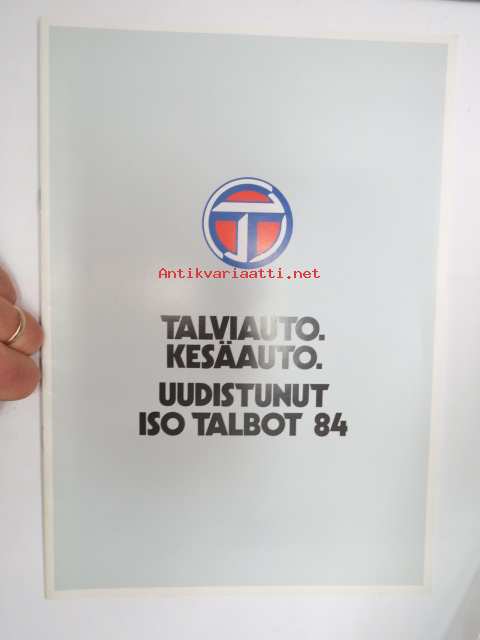 Antikvariaatti.net
TALVIAUTO.
KESÄAUTO.
UUDISTUNUT
ISO TALBOT 84